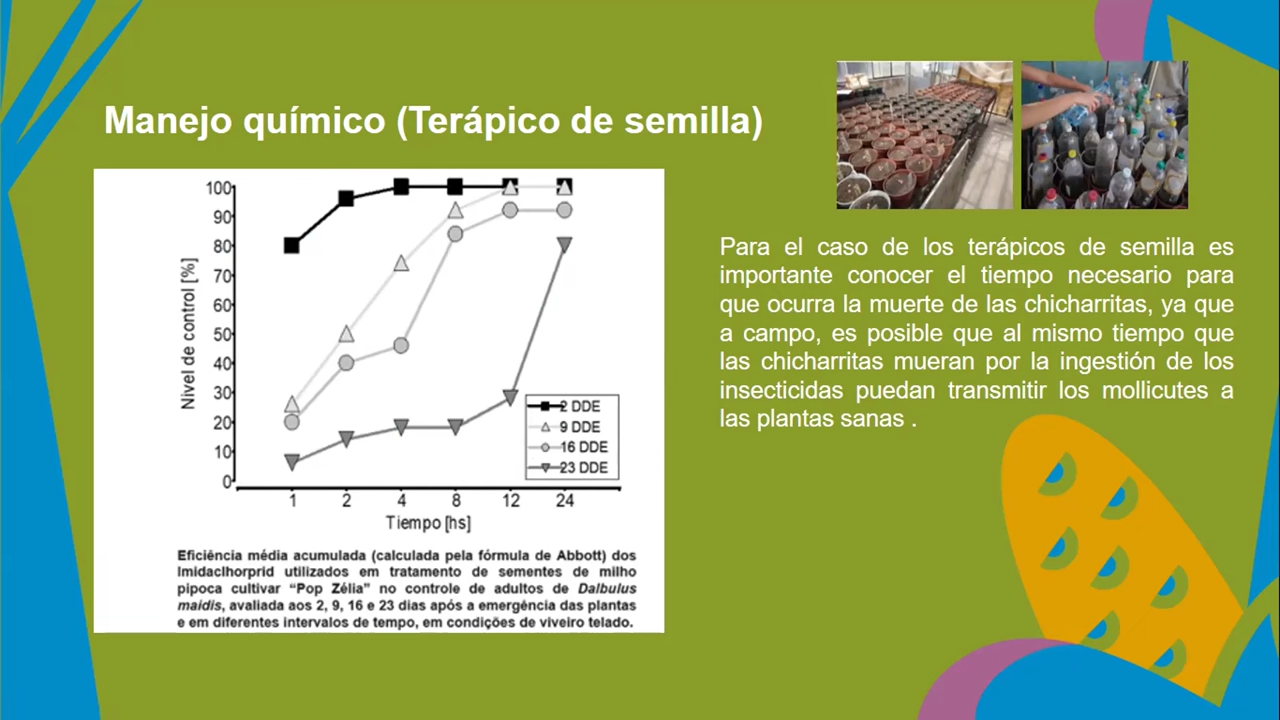 Manejo químico (Terápico de semilla)
100
90
80
70
60
50
40
30
20
10
0
Nivel de control [%]
1 2 4 8 12 24
Tiempo [hs]
2 DDE
9 DDE
16 DDE
23 DDE
Eficiência média acumulada (calculada pela fórmula de Abbott) dos
Imidaclhorprid utilizados em tratamento de sementes de milho
pipoca cultivar “Pop Zélia” no controle de adultos de Dalbulus
maidis, avaliada aos 2, 9, 16 e 23 dias após a emergência das plantas
e em diferentes intervalos de tempo, em condições de viveiro telado.
Para el caso de los terápicos de semilla es
importante conocer el tiempo necesario para
que ocurra la muerte de las chicharritas, ya que
a campo, es posible que al mismo tiempo que
las chicharritas mueran por la ingestión de los
insecticidas puedan transmitir los mollicutes a
las plantas sanas .